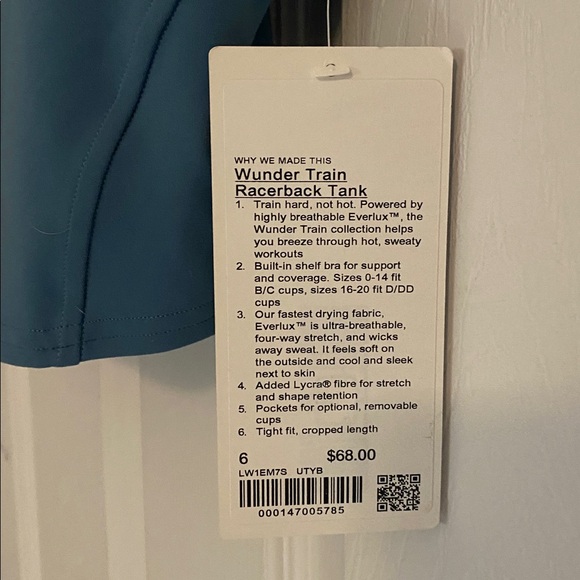 WHY WE MADE THIS
Wunder Train
Racerback Tank
1. Train hard, not hot. Powered by
highly breathable Everlux™, the
Wunder Train collection helps
you breeze through hot, sweaty
workouts
2. Built-in shelf bra for support
and coverage. Sizes 0-14 fit
B/C cups, sizes 16-20 fit D/DD
cups
3. Our fastest drying fabric,
Everlux™ is ultra-breathable,
four-way stretch, and wicks
away sweat. It feels soft on
the outside and cool and sleek
next to skin
4. Added Lycra® fibre for stretch
and shape retention
5. Pockets for optional, removable
cups
6. Tight fit, cropped length
6 $68.00
LW1EM7S UTYB
000147005785